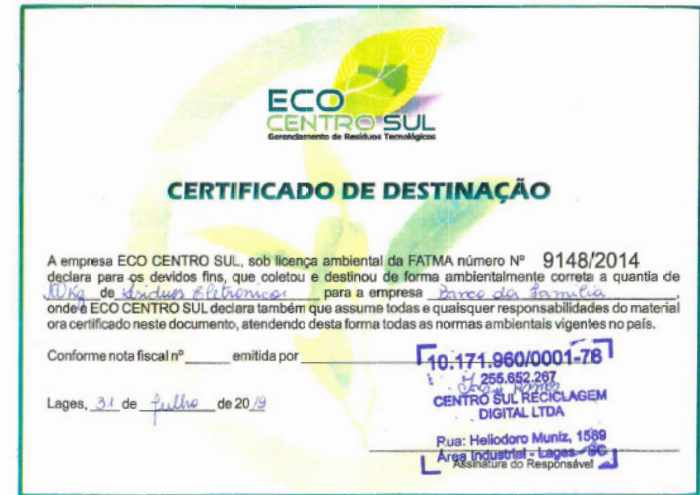 ECO
CENTRO SUL
Gerenciamento de Resíduos Tecnológicos
CERTIFICADO DE DESTINAÇÃO
A empresa ECO CENTRO SUL, sob licença ambiental da FATMA número Nº 9148/2014
declara para os devidos fins, que coletou e destinou de forma ambientalmente correta a quantia de
Kg de Resíduos Eletrônicos para a empresa Banco da Família
onde a ECO CENTRO SUL declara também que assume todas e quaisquer responsabilidades do material
ora certificado neste documento, atendendo desta forma todas as normas ambientais vigentes no país.
Conforme nota fiscal nº ______ emitida por
10.171.960/0001-78
255.652.267
CENTRO SUL RECICLAGEM
DIGITAL LTDA
Lages, 31 de Julho de 2019
Rua: Heliodoro Muniz, 1589
Área Industrial - Lages - SC
Assinatura do Responsável